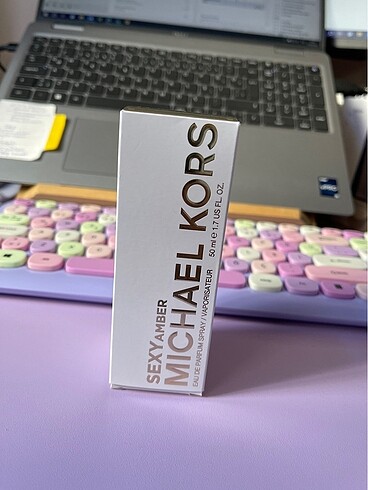 SEXY AMBER
MICHAEL KORS
EAU DE PARFUM SPRAY / VAPORISATEUR 50 ml e 1.7 US FL. OZ.